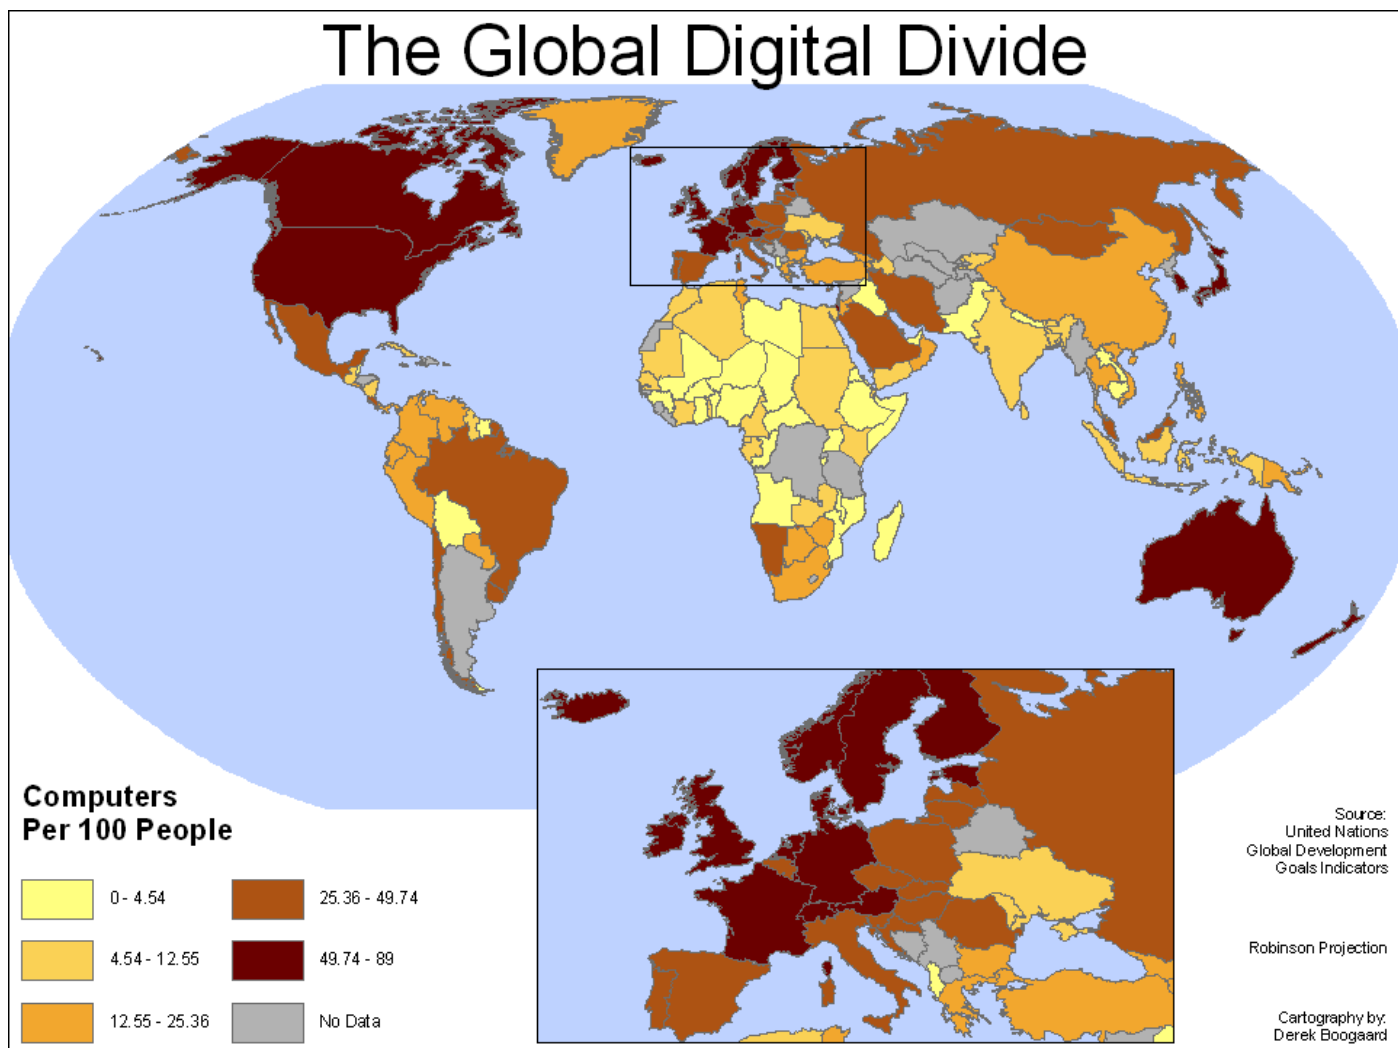 The Global Digital Divide
Computers
Per 100 People
0 - 4.54
25.36 - 49.74
4.54 - 12.55
49.74 - 89
12.55 - 25.36
No Data
Source:
United Nations
Global Development
Goals Indicators
Robinson Projection
Cartography by:
Derek Boogaard